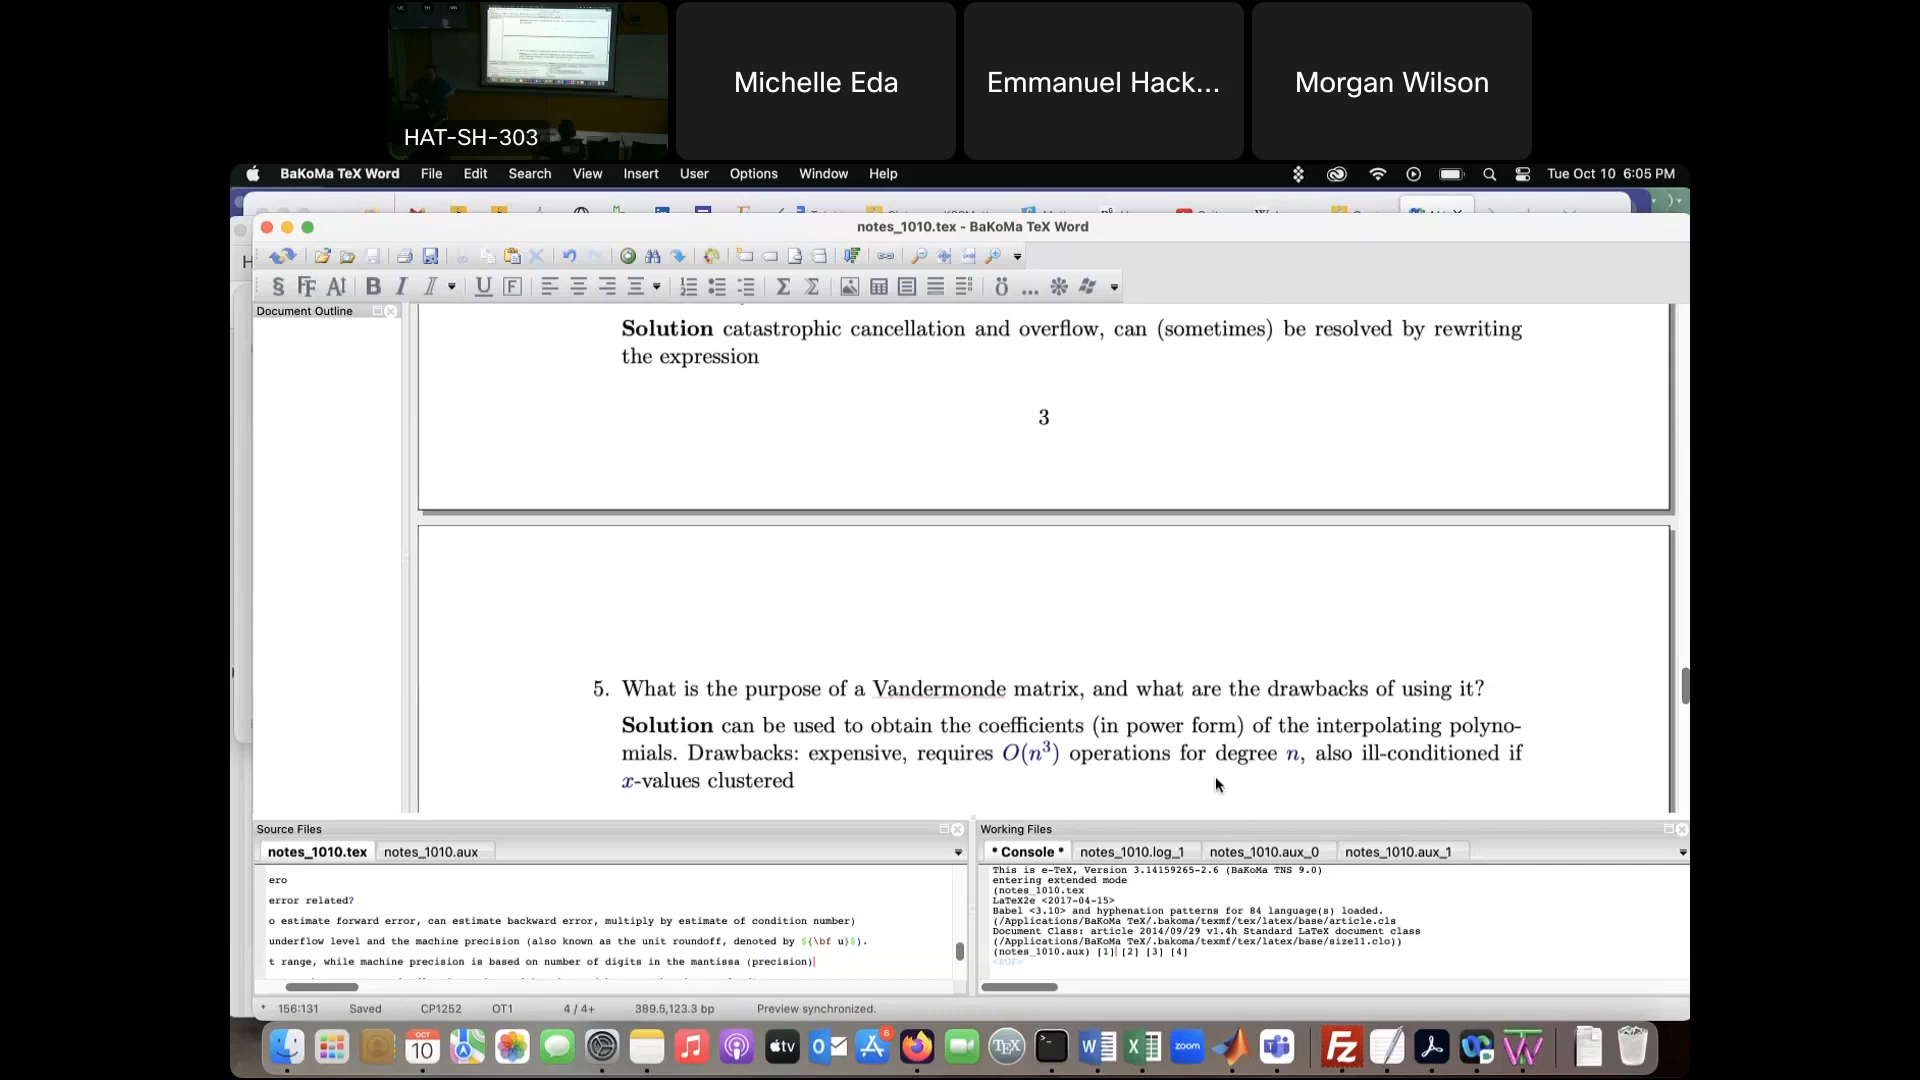 HAT-SH-303
Michelle Eda
Emmanuel Hack...
Morgan Wilson
BaKoMa TeX Word File Edit Search View Insert User Options Window Help
Tue Oct 10 6:05 PM
notes_1010.tex - BaKoMa TeX Word
Document Outline
Solution catastrophic cancellation and overflow, can (sometimes) be resolved by rewriting
the expression
3
5. What is the purpose of a Vandermonde matrix, and what are the drawbacks of using it?
Solution can be used to obtain the coefficients (in power form) of the interpolating polyno-
mials. Drawbacks: expensive, requires O(n³) operations for degree n, also ill-conditioned if
x-values clustered
Source Files
notes_1010.tex notes_1010.aux
ero
error related?
o estimate forward error, can estimate backward error, multiply by estimate of condition number)
underflow level and the machine precision (also known as the unit roundoff, denoted by ${\bf u}$).
t range, while machine precision is based on number of digits in the mantissa (precision)
Working Files
* Console * notes_1010.log_1 notes_1010.aux_0 notes_1010.aux_1
This is e-TeX, Version 3.14159265-2.6 (BaKoMa TNS 9.0)
entering extended mode
(notes_1010.tex
LaTeX2e <2017-04-15>
Babel <3.10> and hyphenation patterns for 84 language(s) loaded.
(/Applications/BaKoMa TeX/.bakoma/texmf/tex/latex/base/article.cls
Document Class: article 2014/09/29 v1.4h Standard LaTeX document class
(/Applications/BaKoMa TeX/.bakoma/texmf/tex/latex/base/size11.clo))
(notes_1010.aux) [1] [2] [3] [4]
<EOF>
* 156:131 Saved CP1252 OT1 4 / 4+ 389.5,123.3 bp Preview synchronized.
OCT
10
tv
6
TEX
zoom